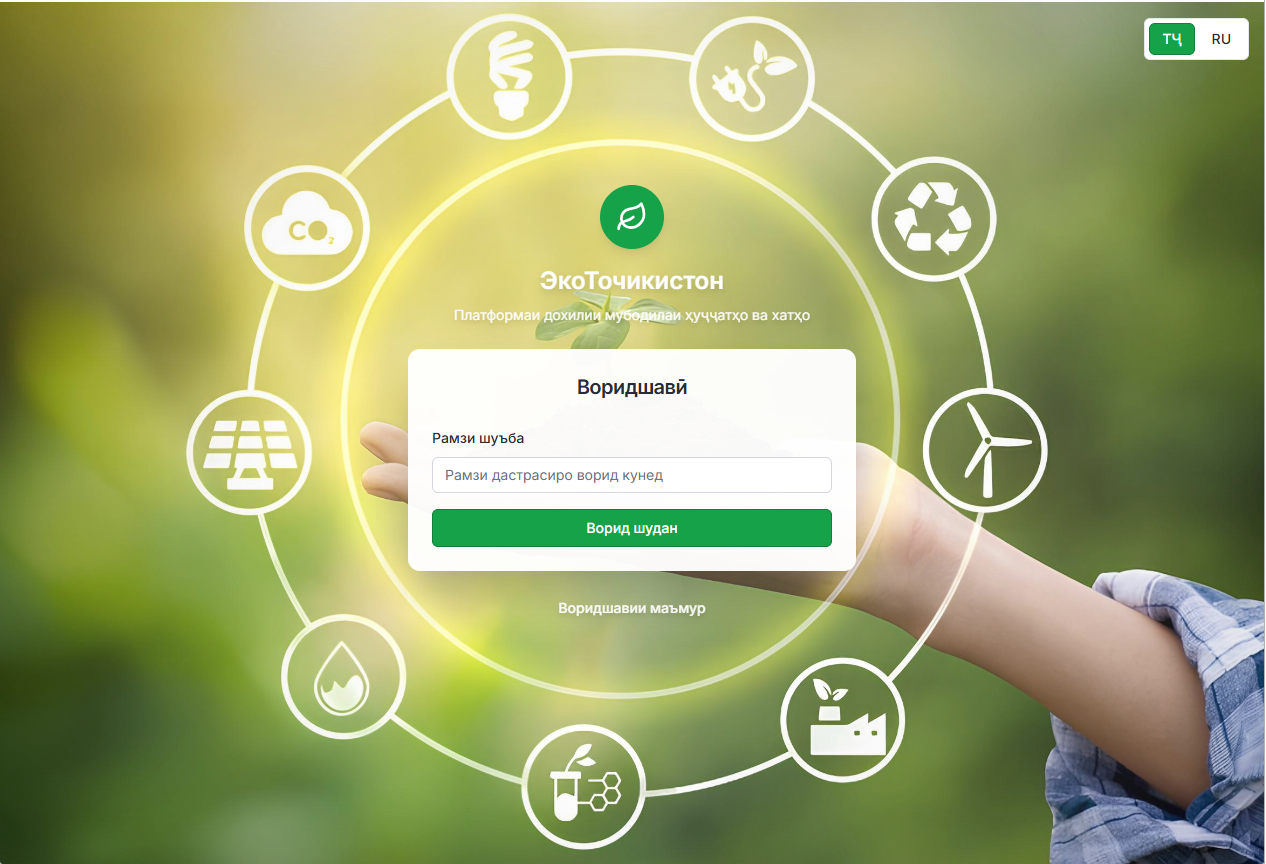 ТҶ RU
CO₂
ЭкоТочикистон
Платформаи дохилии мубодилаи ҳуҷҷатҳо ва хатҳо
Воридшавӣ
Рамзи шуъба
Рамзи дастрасиро ворид кунед
Ворид шудан
Воридшавии маъмур